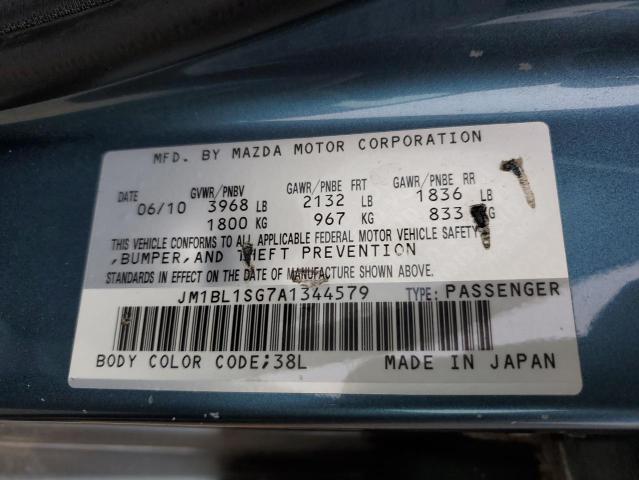 MFD. BY MAZDA MOTOR CORPORATION
DATE GVWR/PNBV GAWR/PNBE FRT GAWR/PNBE RR
06/10 3968 LB 2132 LB 1836 LB
1800 KG 967 KG 833 KG
THIS VEHICLE CONFORMS TO ALL APPLICABLE FEDERAL MOTOR VEHICLE SAFETY
,BUMPER,AND THEFT PREVENTION
STANDARDS IN EFFECT ON THE DATE OF MANUFACTURE SHOWN ABOVE.
JM1BL1SG7A1344579 TYPE: PASSENGER
BODY COLOR CODE;38L MADE IN JAPAN